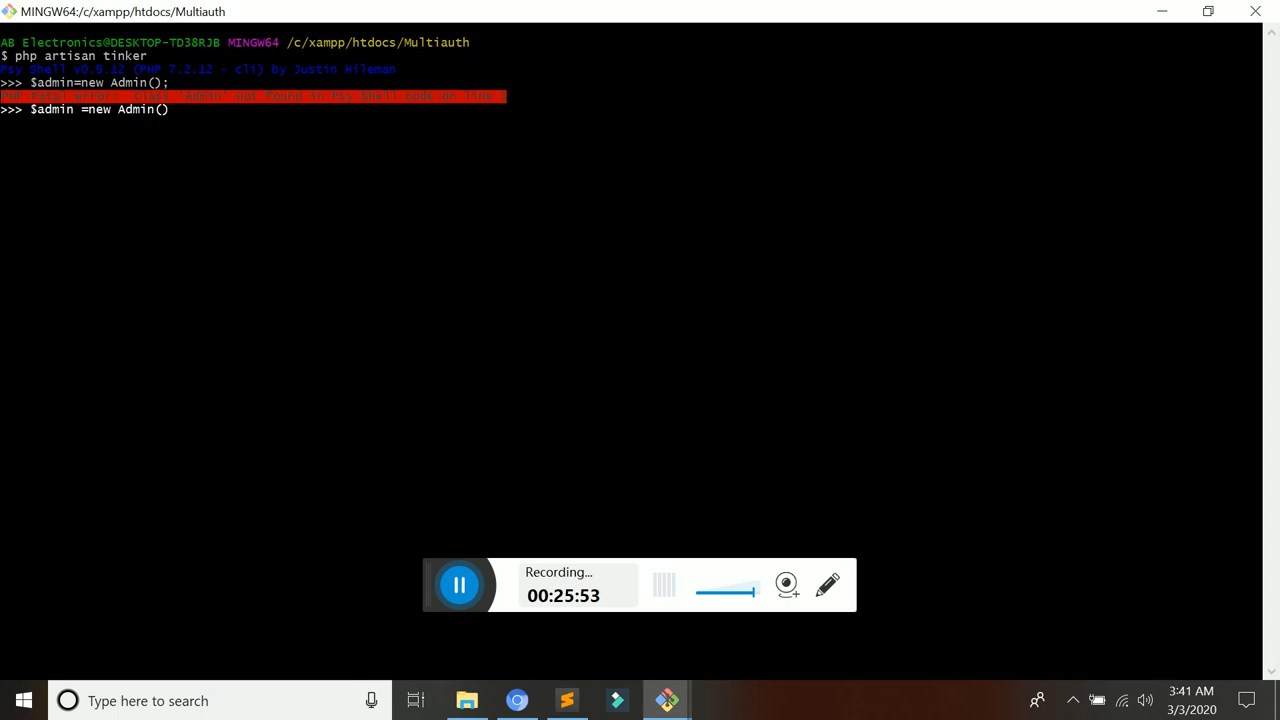 MINGW64:/c/xampp/htdocs/Multiauth
AB Electronics@DESKTOP-TD38RJB MINGW64 /c/xampp/htdocs/Multiauth
$ php artisan tinker
Psy Shell v0.9.12 (PHP 7.2.12 — cli) by Justin Hileman
>>> $admin=new Admin();
PHP Fatal error:  Class 'Admin' not found in Psy Shell code on line 1
>>> $admin =new Admin()
Recording...
00:25:53
Type here to search
3:41 AM
3/3/2020